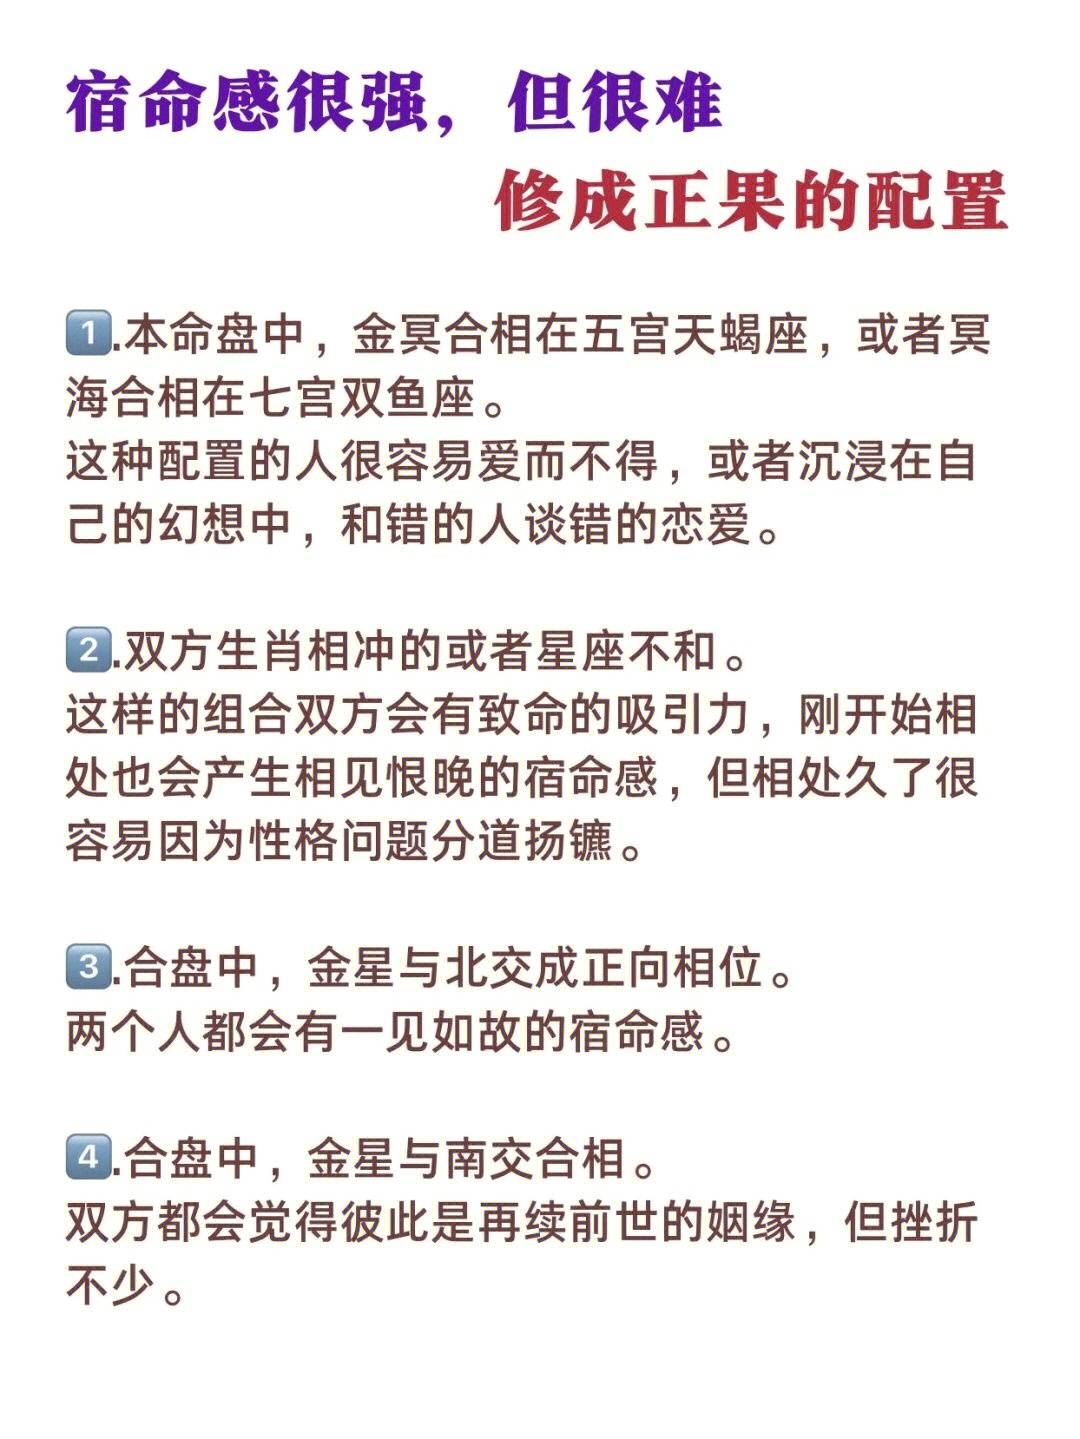 宿命感很强，但很难
修成正果的配置
1️⃣.本命盘中，金冥合相在五宫天蝎座，或者冥
海合相在七宫双鱼座。
这种配置的人很容易爱而不得，或者沉浸在自
己的幻想中，和错的人谈错的恋爱。
2️⃣.双方生肖相冲的或者星座不和。
这样的组合双方会有致命的吸引力，刚开始相
处也会产生相见恨晚的宿命感，但相处久了很
容易因为性格问题分道扬镳。
3️⃣.合盘中，金星与北交成正向相位。
两个人都会有一见如故的宿命感。
4️⃣.合盘中，金星与南交合相。
双方都会觉得彼此是再续前世的姻缘，但挫折
不少。